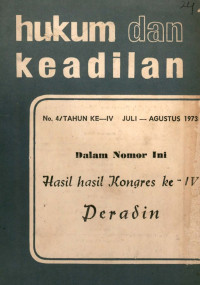 hukum dan
keadilan
No. 4/TAHUN KE—IV JULI — AGUSTUS 1973
Dalam Nomor Ini
Hasil hasil Kongres ke - IV
Peradin